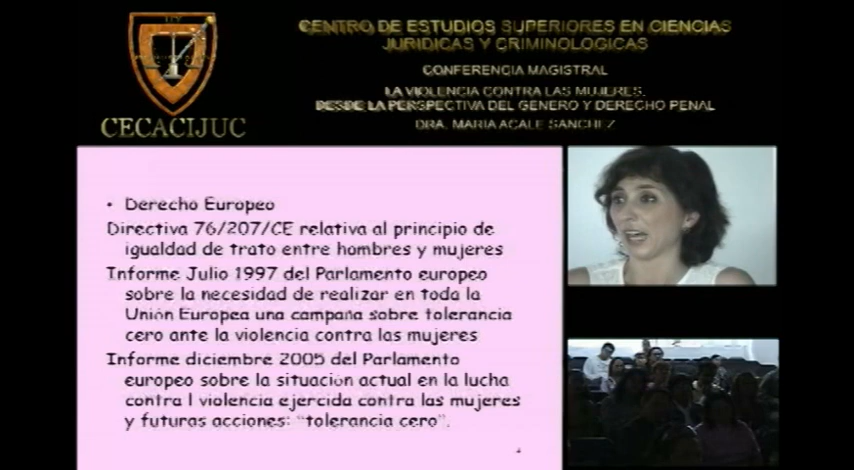 CECACIJUC
CENTRO DE ESTUDIOS SUPERIORES EN CIENCIAS
JURIDICAS Y CRIMINOLOGICAS
CONFERENCIA MAGISTRAL
LA VIOLENCIA CONTRA LAS MUJERES.
DESDE LA PERSPECTIVA DEL GENERO Y DERECHO PENAL
DRA. MARIA ACALE SANCHEZ
• Derecho Europeo
Directiva 76/207/CE relativa al principio de
igualdad de trato entre hombres y mujeres
Informe Julio 1997 del Parlamento europeo
sobre la necesidad de realizar en toda la
Unión Europea una campaña sobre tolerancia
cero ante la violencia contra las mujeres
Informe diciembre 2005 del Parlamento
europeo sobre la situación actual en la lucha
contra l violencia ejercida contra las mujeres
y futuras acciones: "tolerancia cero".